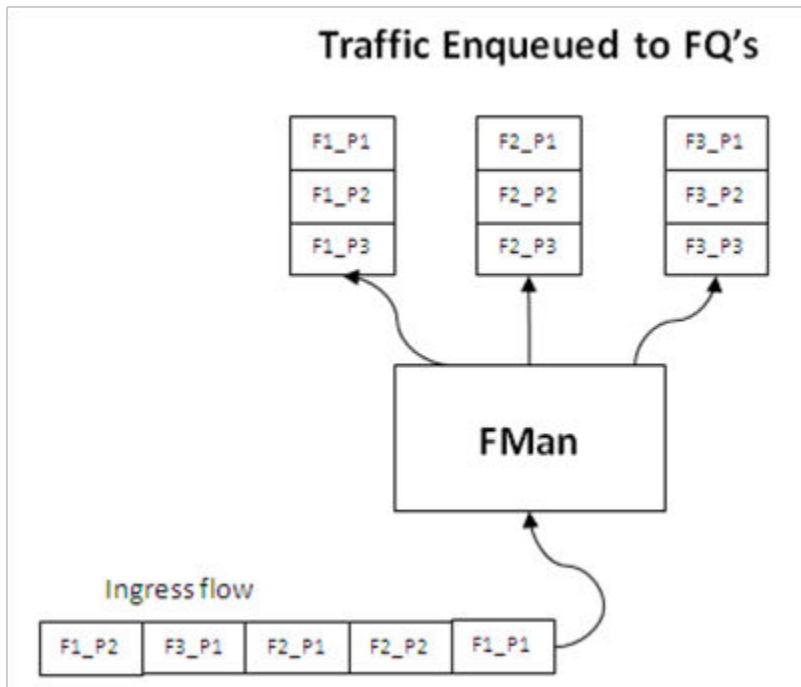 Traffic Enqueued to FQ's
F1_P1 F2_P1 F3_P1
F1_P2 F2_P2 F3_P2
F1_P3 F2_P3 F3_P3
FMan
Ingress flow
F1_P2 F3_P1 F2_P1 F2_P2 F1_P1